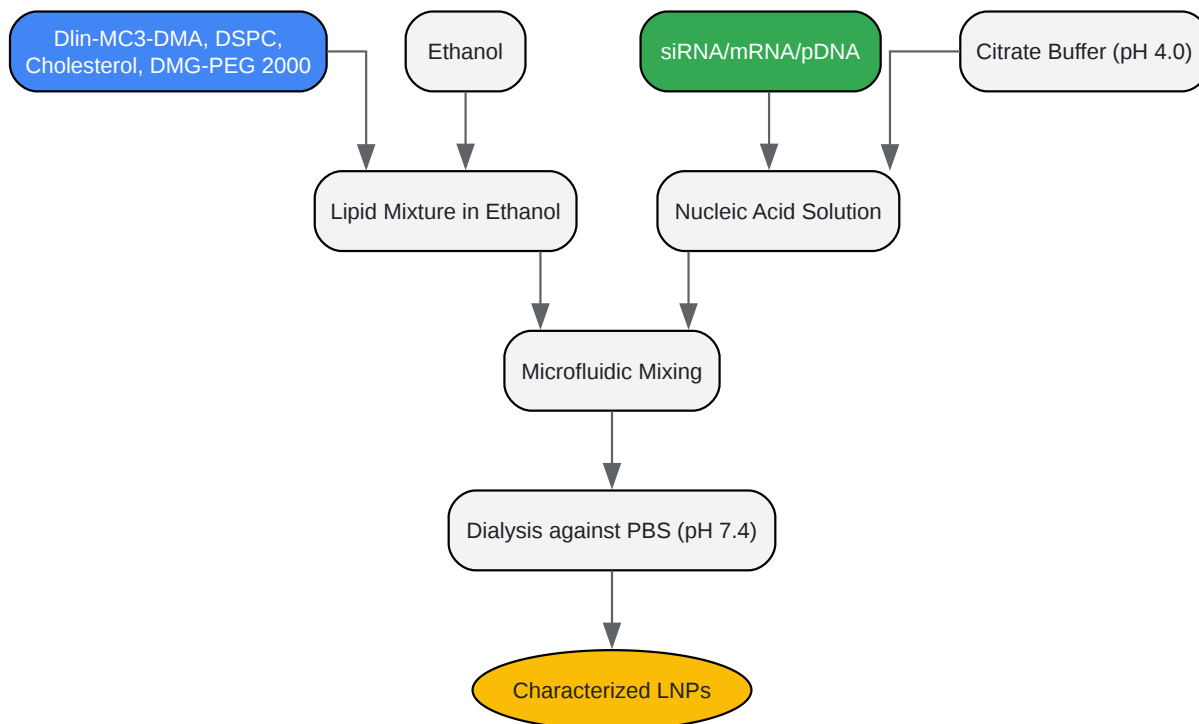 Dlin-MC3-DMA, DSPC,
Cholesterol, DMG-PEG 2000
Ethanol
siRNA/mRNA/pDNA
Citrate Buffer (pH 4.0)
Lipid Mixture in Ethanol
Nucleic Acid Solution
Microfluidic Mixing
Dialysis against PBS (pH 7.4)
Characterized LNPs